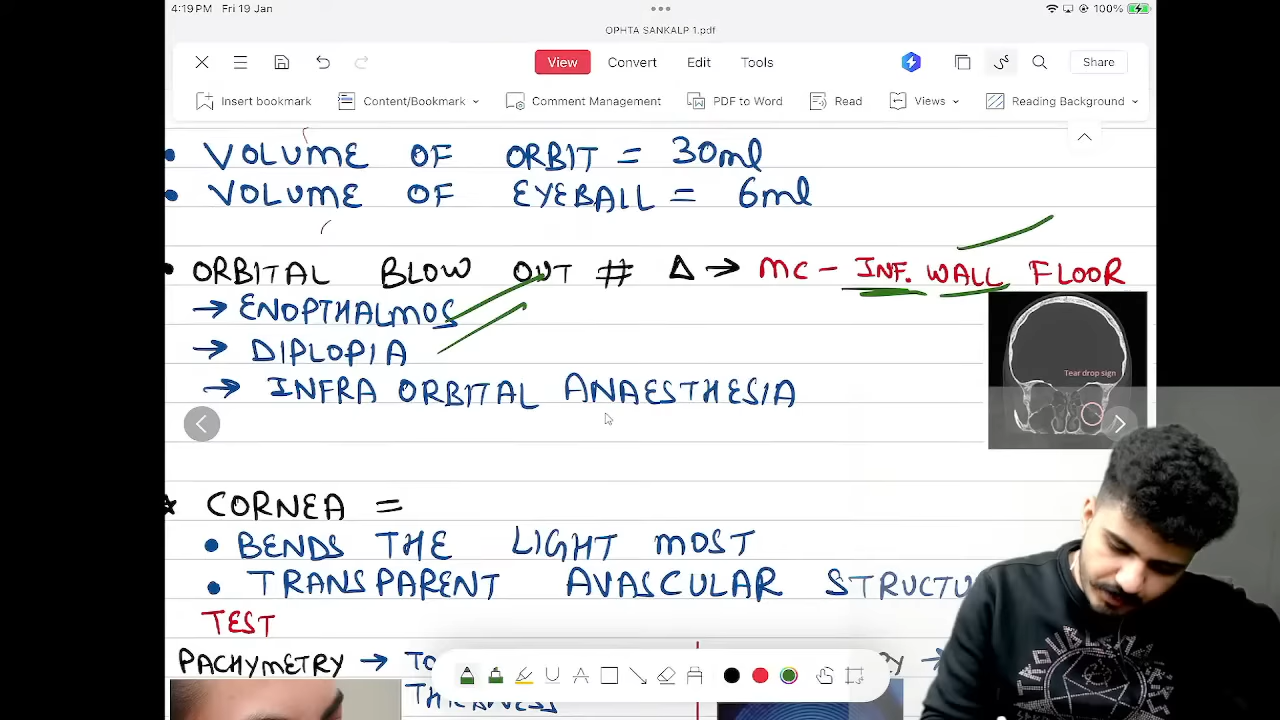 4:19 PM Fri 19 Jan
100%
OPHTA SANKALP 1.pdf
View Convert Edit Tools Share
Insert bookmark Content/Bookmark Comment Management PDF to Word Read Views Reading Background
• VOLUME OF ORBIT = 30ml
• VOLUME OF EYEBALL = 6ml
• ORBITAL BLOW OUT # Δ → MC - INF. WALL FLOOR
→ ENOPTHALMOS
→ DIPLOPIA
→ INFRA ORBITAL ANAESTHESIA
Tear drop sign
★ CORNEA =
• BENDS THE LIGHT MOST
• TRANSPARENT AVASCULAR
TEST
PACHYMETRY →
THICKNESS
TROUBLEM